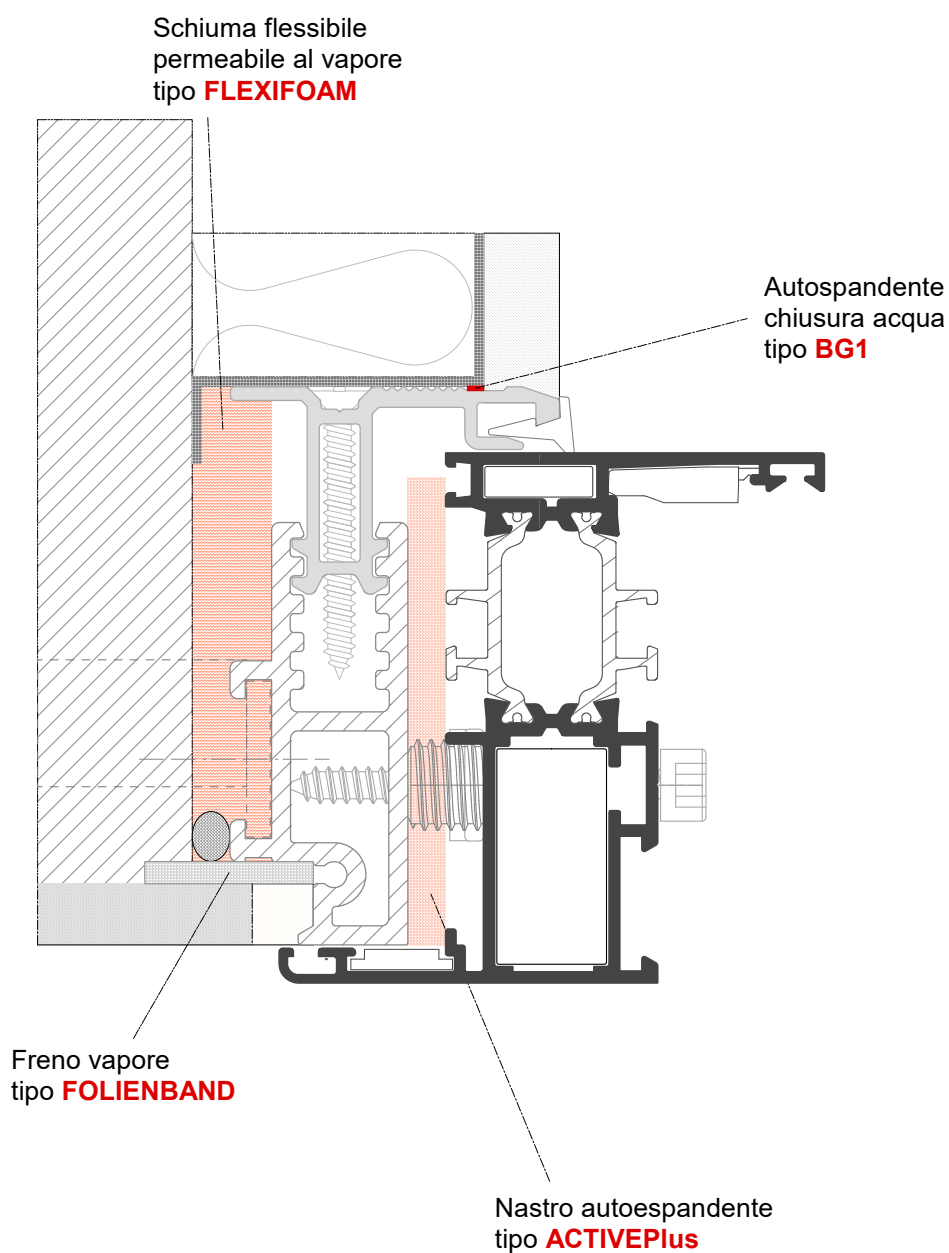 Schiuma flessibile
permeabile al vapore
tipo FLEXIFOAM
Autospandente
chiusura acqua
tipo BG1
Freno vapore
tipo FOLIENBAND
Nastro autoespandente
tipo ACTIVEPlus